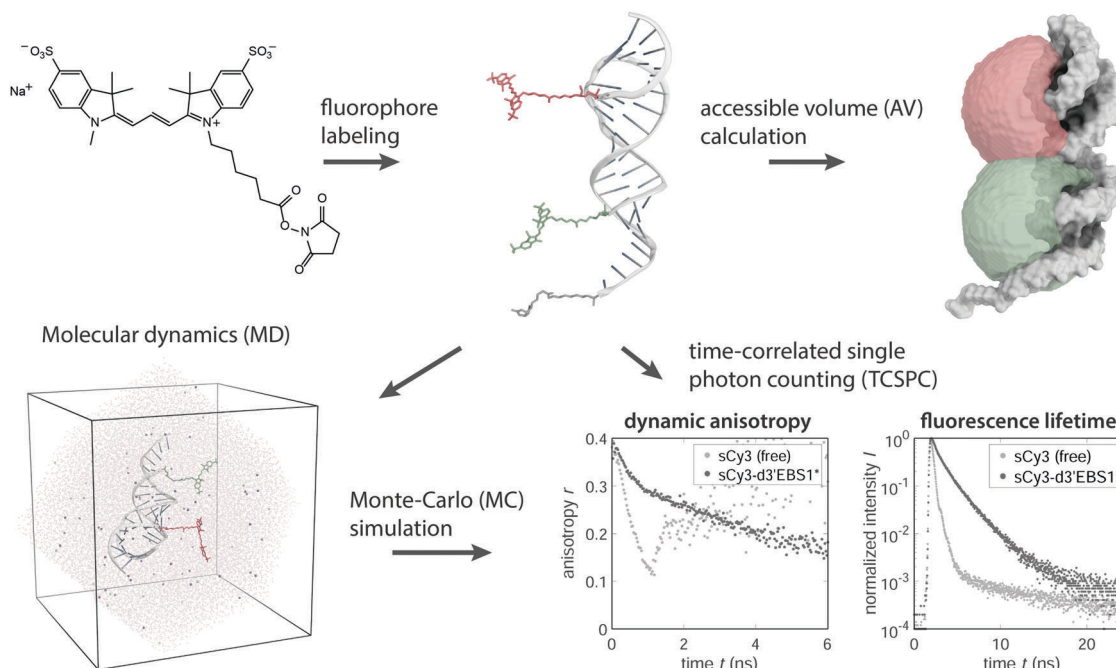 ⁻O₃S
SO₃⁻
Na⁺
N
N⁺
O
O
N
O
O
fluorophore
labeling
accessible volume (AV)
calculation
Molecular dynamics (MD)
Monte-Carlo (MC)
simulation
time-correlated single
photon counting (TCSPC)
dynamic anisotropy
0.4
0.3
0.2
0.1
0
0
2
4
6
anisotropy r
time t (ns)
sCy3 (free)
sCy3-d3'EBS1*
fluorescence lifetime
10⁰
10⁻¹
10⁻²
10⁻³
10⁻⁴
0
10
20
normalized intensity I
time t (ns)
sCy3 (free)
sCy3-d3'EBS1